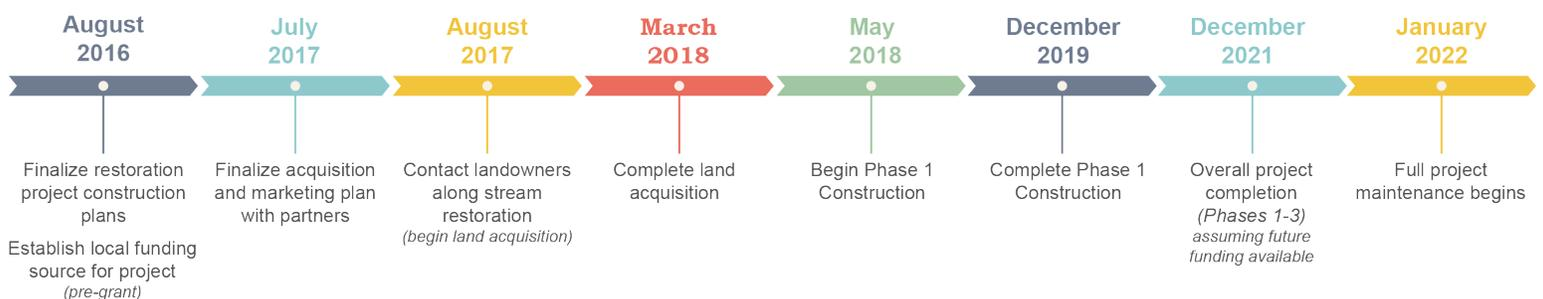 August
2016
July
2017
August
2017
March
2018
May
2018
December
2019
December
2021
January
2022
Finalize restoration
project construction
plans
Establish local funding
source for project
(pre-grant)
Finalize acquisition
and marketing plan
with partners
Contact landowners
along stream
restoration
(begin land acquisition)
Complete land
acquisition
Begin Phase 1
Construction
Complete Phase 1
Construction
Overall project
completion
(Phases 1-3)
assuming future
funding available
Full project
maintenance begins